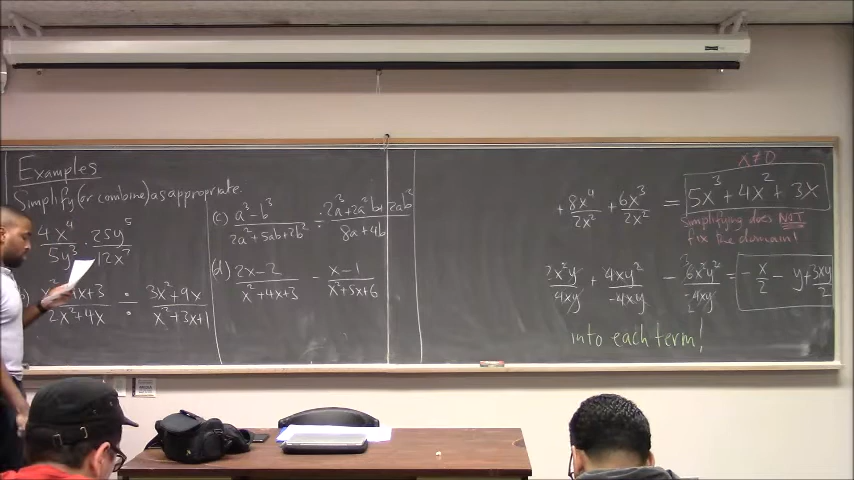 Examples
Simplify (or combine) as appropriate.
4x⁴/5y³ · 25y⁵/12x⁷
x² + 4x + 3/2x² + 4x ÷ 3x² + 9x/x² + 3x + 1
(c) a³ - b³/2a² + 5ab + 2b² ÷ 2a³ + 2a²b + 2ab²/8a + 4b
(d) 2x - 2/x² + 4x + 3 - x - 1/x² + 5x + 6
x ≠ 0
+ 8x⁴/2x² + 6x³/2x² = 5x³ + 4x² + 3x
Simplifying does NOT
fix the domain!
x²y/4xy + 4xy²/-4xy - 6x²y²/-4xy = -x/2 - y + 3xy/2
into each term!